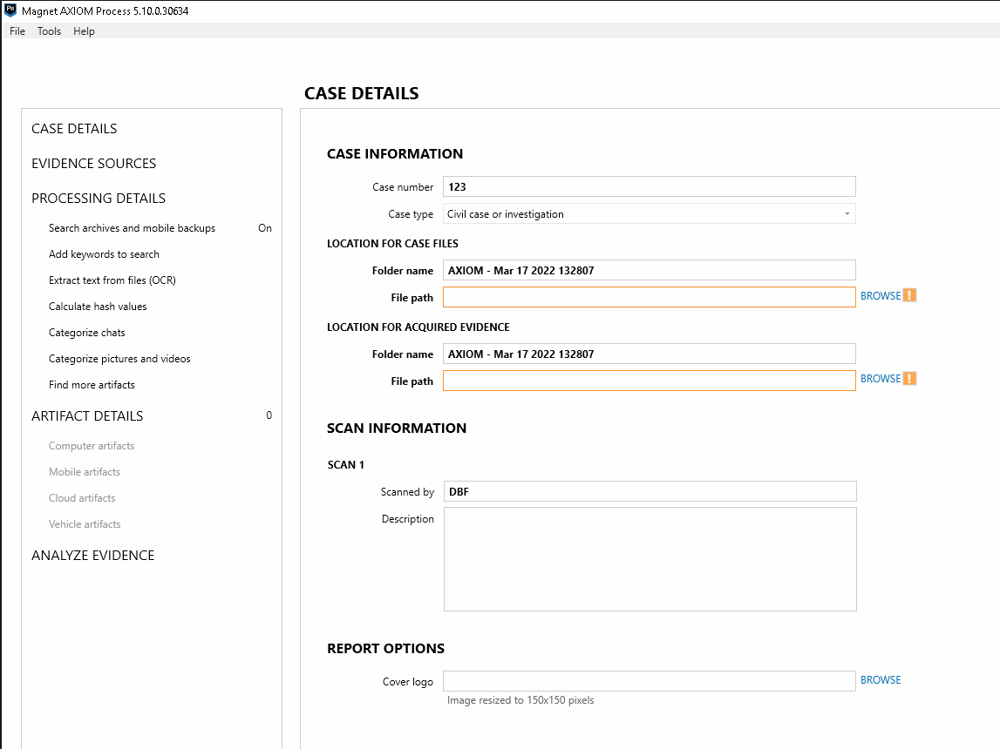 Magnet AXIOM Process 5.10.0.30634
File Tools Help
CASE DETAILS
CASE DETAILS
EVIDENCE SOURCES
PROCESSING DETAILS
Search archives and mobile backups On
Add keywords to search
Extract text from files (OCR)
Calculate hash values
Categorize chats
Categorize pictures and videos
Find more artifacts
ARTIFACT DETAILS 0
Computer artifacts
Mobile artifacts
Cloud artifacts
Vehicle artifacts
ANALYZE EVIDENCE
CASE INFORMATION
Case number 123
Case type Civil case or investigation
LOCATION FOR CASE FILES
Folder name AXIOM - Mar 17 2022 132807
File path BROWSE !
LOCATION FOR ACQUIRED EVIDENCE
Folder name AXIOM - Mar 17 2022 132807
File path BROWSE !
SCAN INFORMATION
SCAN 1
Scanned by DBF
Description
REPORT OPTIONS
Cover logo BROWSE
Image resized to 150x150 pixels